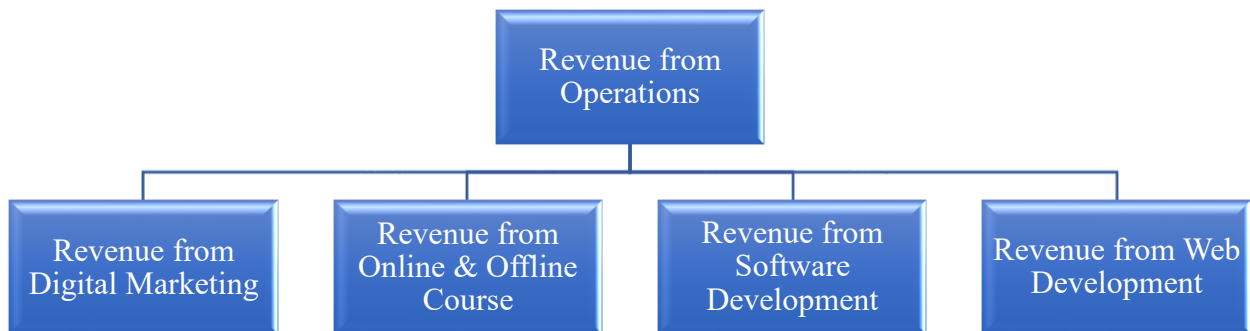 Revenue from
Operations
Revenue from
Digital Marketing
Revenue from
Online & Offline
Course
Revenue from
Software
Development
Revenue from Web
Development